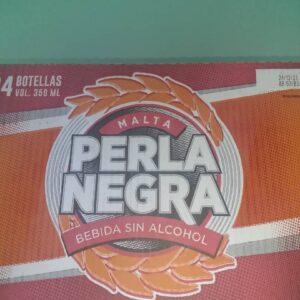 24 BOTELLAS
VOL. 350 ML
MALTA
PERLA
NEGRA
BEBIDA SIN ALCOHOL